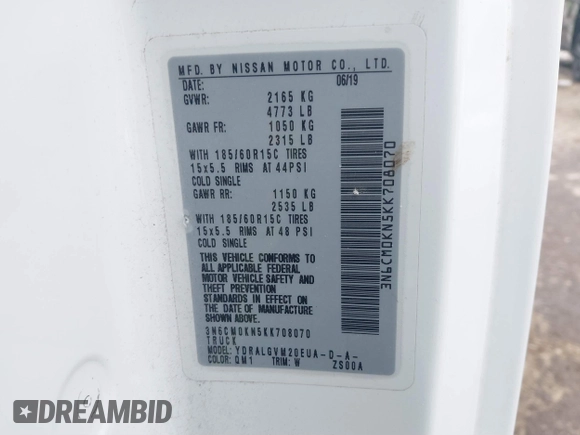 MFD. BY NISSAN MOTOR CO., LTD.
DATE: 06/19
GVWR: 2165 KG
4773 LB
GAWR FR: 1050 KG
2315 LB
WITH 185/60R15C TIRES
15x5.5 RIMS AT 44PSI
COLD SINGLE
GAWR RR: 1150 KG
2535 LB
WITH 185/60R15C TIRES
15x5.5 RIMS AT 48 PSI
COLD SINGLE
THIS VEHICLE CONFORMS TO
ALL APPLICABLE FEDERAL
MOTOR VEHICLE SAFETY
AND THEFT PREVENTION
STANDARDS IN EFFECT ON THE
DATE OF MANUFACTURE SHOWN
ABOVE.
3N6CM0KN5KK708070
TRUCK
MODEL: YDRALGVM20EUA-D-A-
COLOR: QM1 TRIM: W ZS00A
3N6CM0KN5KK708070
DREAMBID